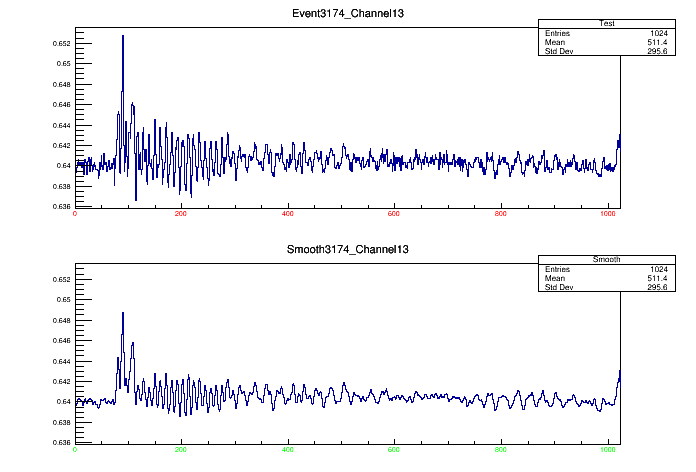 Event3174_Channel13
Test
Entries 1024
Mean 511.4
Std Dev 295.6
0.652
0.65
0.648
0.646
0.644
0.642
0.64
0.638
0.636
0 200 400 600 800 1000
Smooth3174_Channel13
Smooth
Entries 1024
Mean 511.4
Std Dev 295.6
0.652
0.65
0.648
0.646
0.644
0.642
0.64
0.638
0.636
0 200 400 600 800 1000